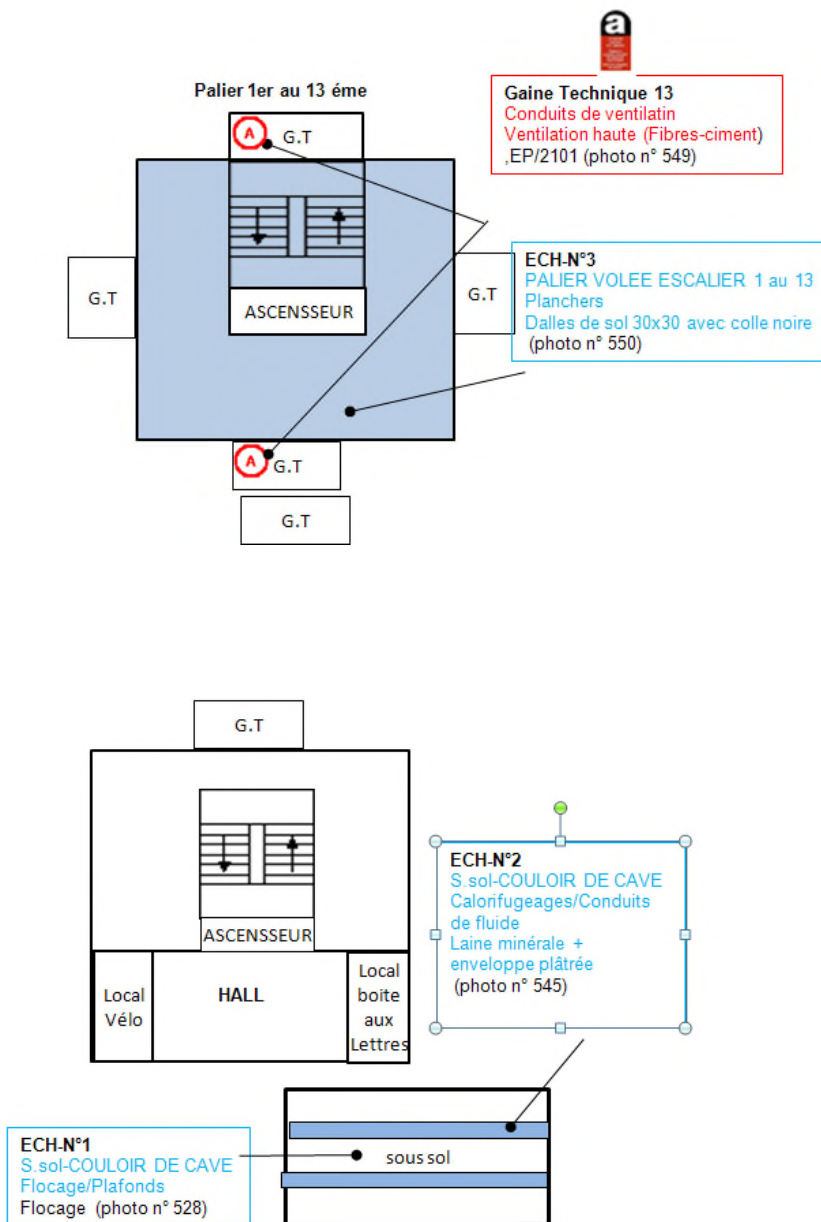 a
Palier 1er au 13 éme
Gaine Technique 13
Conduits de ventilatin
Ventilation haute (Fibres-ciment)
,EP/2101 (photo n° 549)
A
G.T
G.T
ASCENSSEUR
G.T
ECH-N°3
PALIER VOLEE ESCALIER 1 au 13
Planchers
Dalles de sol 30x30 avec colle noire
(photo n° 550)
A
G.T
G.T
G.T
ASCENSSEUR
Local
Vélo
HALL
Local
boite
aux
Lettres
ECH-N°2
S.sol-COULOIR DE CAVE
Calorifugeages/Conduits
de fluide
Laine minérale +
enveloppe plâtrée
(photo n° 545)
ECH-N°1
S.sol-COULOIR DE CAVE
Flocage/Plafonds
Flocage (photo n° 528)
sous sol